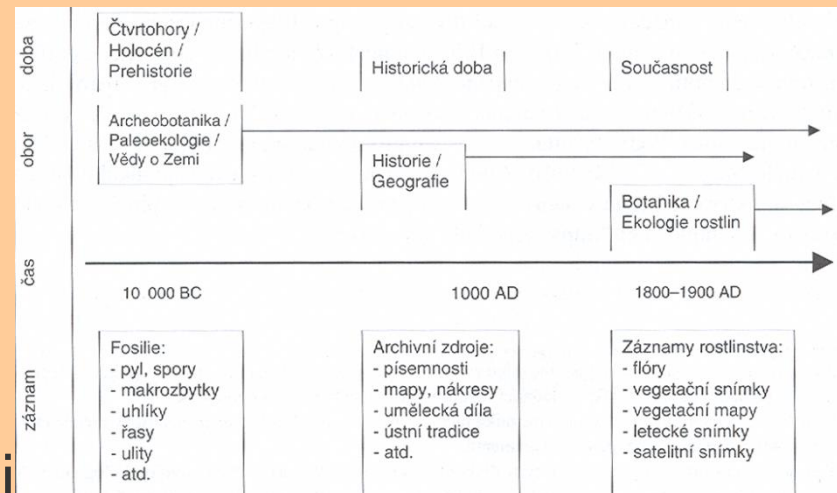 doba
Čtvrtohory /
Holocén /
Prehistorie
Historická doba
Současnost
obor
Archeobotanika /
Paleoekologie /
Vědy o Zemi
Historie /
Geografie
Botanika /
Ekologie rostlin
čas
10 000 BC
1000 AD
1800–1900 AD
záznam
Fosilie:
- pyl, spory
- makrozbytky
- uhlíky
- řasy
- ulity
- atd.
Archivní zdroje:
- písemnosti
- mapy, nákresy
- umělecká díla
- ústní tradice
- atd.
Záznamy rostlinstva:
- flóry
- vegetační snímky
- vegetační mapy
- letecké snímky
- satelitní snímky